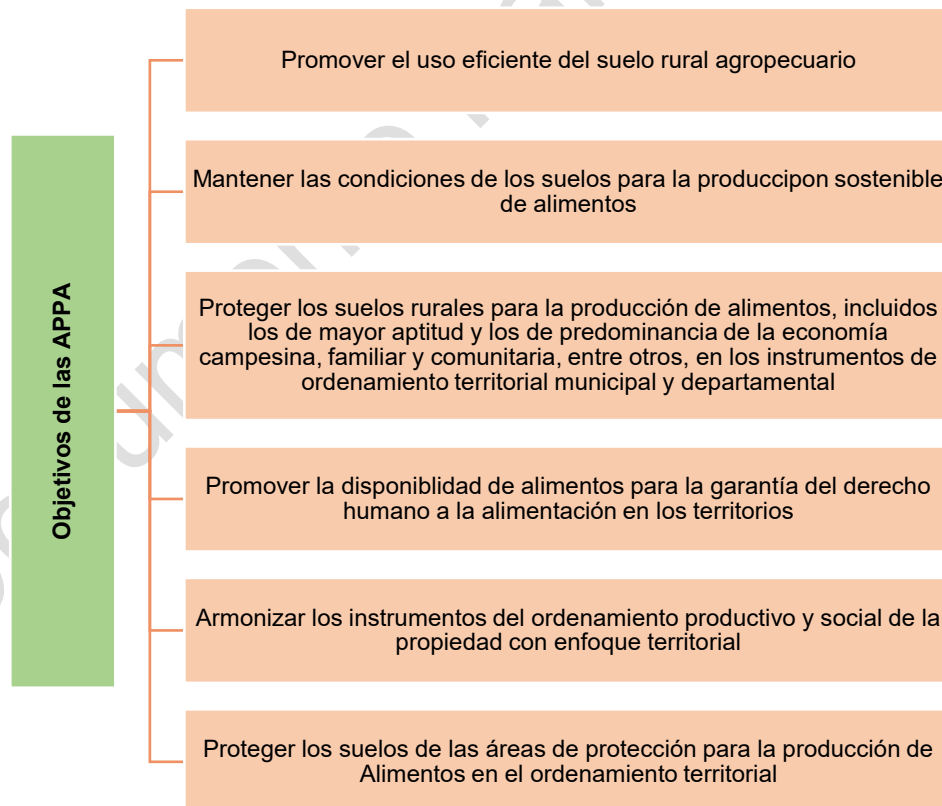 Objetivos de las APPA
Promover el uso eficiente del suelo rural agropecuario
Mantener las condiciones de los suelos para la produccipon sostenible
de alimentos
Proteger los suelos rurales para la producción de alimentos, incluidos
los de mayor aptitud y los de predominancia de la economía
campesina, familiar y comunitaria, entre otros, en los instrumentos de
ordenamiento territorial municipal y departamental
Promover la disponiblidad de alimentos para la garantía del derecho
humano a la alimentación en los territorios
Armonizar los instrumentos del ordenamiento productivo y social de la
propiedad con enfoque territorial
Proteger los suelos de las áreas de protección para la producción de
Alimentos en el ordenamiento territorial